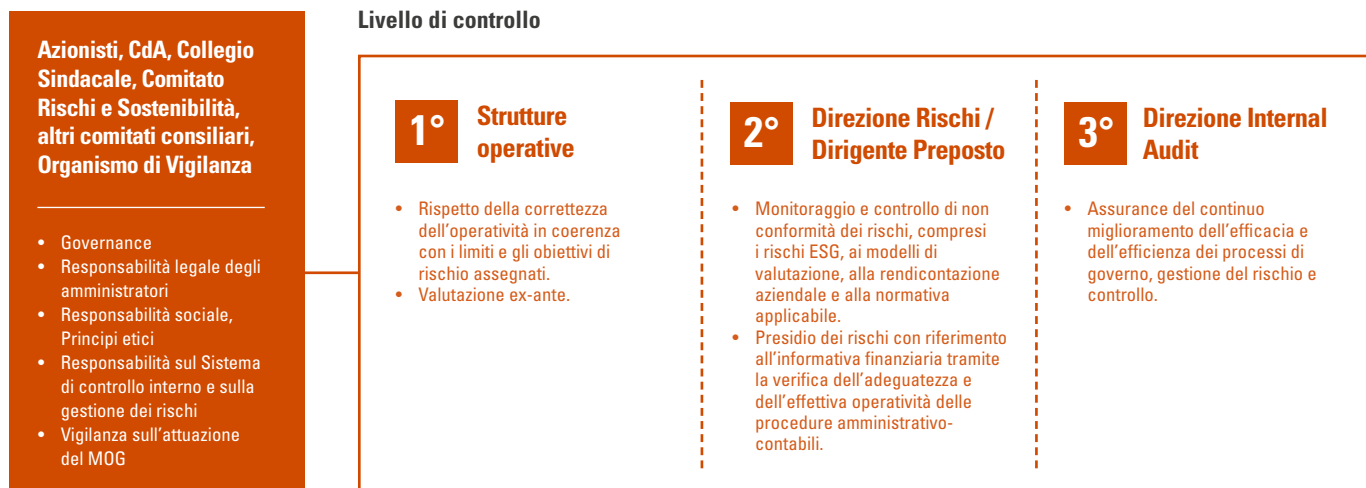 Livello di controllo
Azionisti, CdA, Collegio
Sindacale, Comitato
Rischi e Sostenibilità,
altri comitati consiliari,
Organismo di Vigilanza
• Governance
• Responsabilità legale degli
amministratori
• Responsabilità sociale,
Principi etici
• Responsabilità sul Sistema
di controllo interno e sulla
gestione dei rischi
• Vigilanza sull'attuazione
del MOG
1°
Strutture
operative
• Rispetto della correttezza
dell'operatività in coerenza
con i limiti e gli obiettivi di
rischio assegnati.
• Valutazione ex-ante.
2°
Direzione Rischi /
Dirigente Preposto
• Monitoraggio e controllo di non
conformità dei rischi, compresi
i rischi ESG, ai modelli di
valutazione, alla rendicontazione
aziendale e alla normativa
applicabile.
• Presidio dei rischi con riferimento
all'informativa finanziaria tramite
la verifica dell'adeguatezza e
dell'effettiva operatività delle
procedure amministrativo-
contabili.
3°
Direzione Internal
Audit
• Assurance del continuo
miglioramento dell'efficacia e
dell'efficienza dei processi di
governo, gestione del rischio e
controllo.